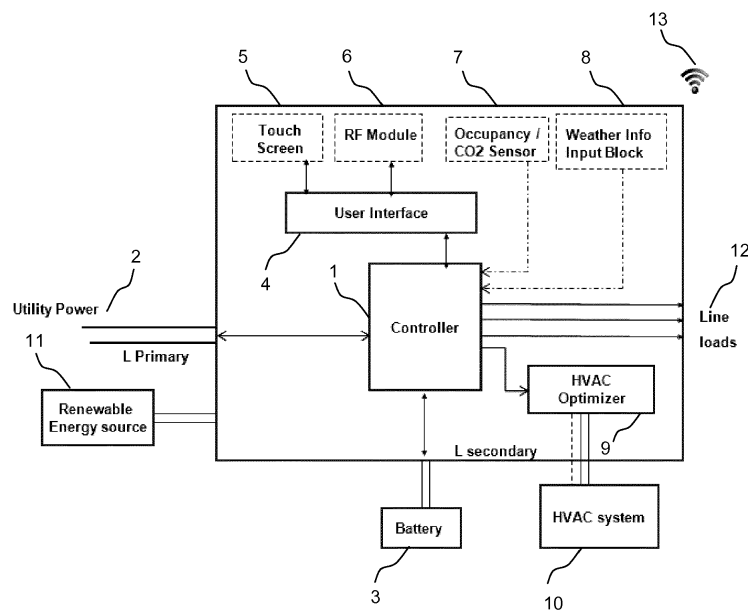 13
5
6
7
8
Touch
Screen
RF Module
Occupancy /
CO2 Sensor
Weather Info
Input Block
User Interface
4
2
Utility Power
L Primary
1
Controller
12
Line
loads
11
Renewable
Energy source
HVAC
Optimizer
9
L secondary
Battery
3
HVAC system
10